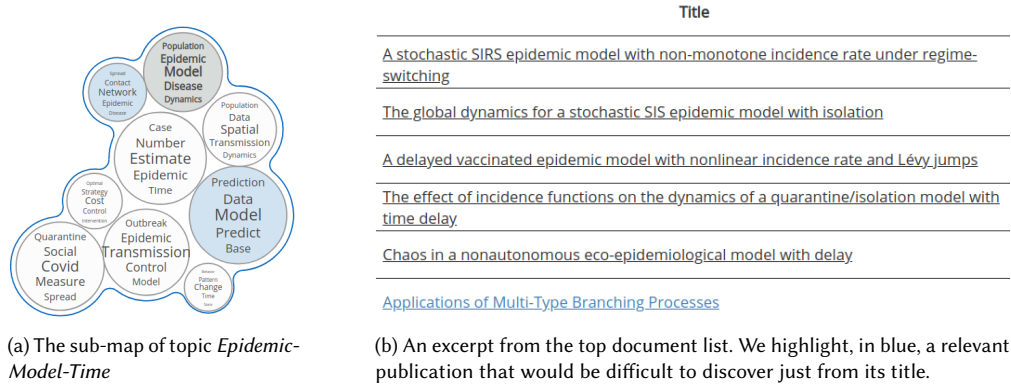 Population
Epidemic
Model
Disease
Dynamics
Spread
Contact
Network
Epidemic
Disease
Population
Data
Spatial
Transmission
Dynamics
Case
Number
Estimate
Epidemic
Time
Prediction
Data
Model
Predict
Base
Optimal
Strategy
Cost
Control
Intervention
Outbreak
Epidemic
Transmission
Control
Model
Quarantine
Social
Covid
Measure
Spread
Behavior
Pattern
Change
Time
(a) The sub-map of topic Epidemic-
Model-Time
Title
A stochastic SIRS epidemic model with non-monotone incidence rate under regime-
switching
The global dynamics for a stochastic SIS epidemic model with isolation
A delayed vaccinated epidemic model with nonlinear incidence rate and Lévy jumps
The effect of incidence functions on the dynamics of a quarantine/isolation model with
time delay
Chaos in a nonautonomous eco-epidemiological model with delay
Applications of Multi-Type Branching Processes
(b) An excerpt from the top document list. We highlight, in blue, a relevant
publication that would be difficult to discover just from its title.